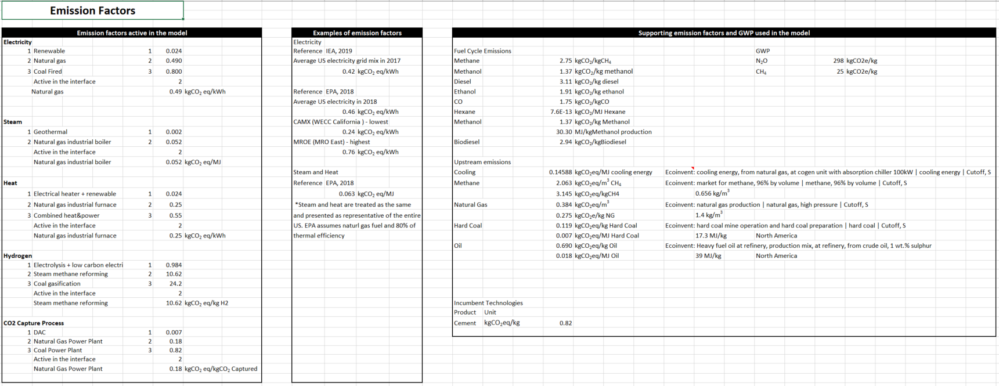 Emission Factors
Emission factors active in the model
Electricity
1 Renewable 1 0.024
2 Natural gas 2 0.490
3 Coal Fired 3 0.800
Active in the interface 2
Natural gas 0.49 kgCO₂ eq/kWh
Steam
1 Geothermal 1 0.002
2 Natural gas industrial boiler 2 0.052
Active in the interface 2
Natural gas industrial boiler 0.052 kgCO₂ eq/MJ
Heat
1 Electrical heater + renewable 1 0.024
2 Natural gas industrial furnace 2 0.25
3 Combined heat&power 3 0.55
Active in the interface 2
Natural gas industrial furnace 0.25 kgCO₂ eq/kWh
Hydrogen
1 Electrolysis + low carbon electri 1 0.984
2 Steam methane reforming 2 10.62
3 Coal gasification 3 24.2
Active in the interface 2
Steam methane reforming 10.62 kgCO₂ eq/kg H2
CO2 Capture Process
1 DAC 1 0.007
2 Natural Gas Power Plant 2 0.18
3 Coal Power Plant 3 0.82
Active in the interface 2
Natural Gas Power Plant 0.18 kgCO₂ eq/kgCO₂ Captured
Examples of emission factors
Electricity
Reference IEA, 2019
Average US electricity grid mix in 2017
0.42 kgCO₂ eq/kWh
Reference EPA, 2018
Average US electricity in 2018
0.46 kgCO₂ eq/kWh
CAMX (WECC California ) - lowest
0.24 kgCO₂ eq/kWh
MROE (MRO East) - highest
0.76 kgCO₂ eq/kWh
Steam and Heat
Reference EPA, 2018
0.063 kgCO₂ eq/MJ
*Steam and heat are treated as the same
and presented as representative of the entire
US. EPA assumes naturl gas fuel and 80% of
thermal efficiency
Supporting emission factors and GWP used in the model
Fuel Cycle Emissions GWP
Methane 2.75 kgCO₂/kgCH₄ N₂O 298 kgCO2e/kg
Methanol 1.37 kgCO₂/kg methanol CH₄ 25 kgCO2e/kg
Diesel 3.11 kgCO₂/kg diesel
Ethanol 1.91 kgCO₂/kg ethanol
CO 1.75 kgCO₂/kgCO
Hexane 7.6E-13 kgCO₂/MJ Hexane
Methanol 1.37 kgCO₂/kg Methanol
30.30 MJ/kgMethanol production
Biodiesel 2.94 kgCO₂/kgBiodiesel
Upstream emissions
Cooling 0.14588 kgCO₂eq/MJ cooling energy Ecoinvent: cooling energy, from natural gas, at cogen unit with absorption chiller 100kW | cooling energy | Cutoff, S
Methane 2.063 kgCO₂eq/m³ CH₄ Ecoinvent: market for methane, 96% by volume | methane, 96% by volume | Cutoff, S
3.145 kgCO₂eq/kgCH4 0.656 kg/m³
Natural Gas 0.384 kgCO₂eq/m³ Ecoinvent: natural gas production | natural gas, high pressure | Cutoff, S
0.275 kgCO₂e/kg NG 1.4 kg/m³
Hard Coal 0.119 kgCO₂eq/kg Hard Coal Ecoinvent: hard coal mine operation and hard coal preparation | hard coal | Cutoff, S
0.007 kgCO₂eq/MJ Hard Coal 17.3 MJ/kg North America
Oil 0.690 kgCO₂eq/kg Oil Ecoinvent: Heavy fuel oil at refinery, production mix, at refinery, from crude oil, 1 wt.% sulphur
0.018 kgCO₂eq/MJ Oil 39 MJ/kg North America
Incumbent Technologies
Product Unit
Cement kgCO₂eq/kg 0.82